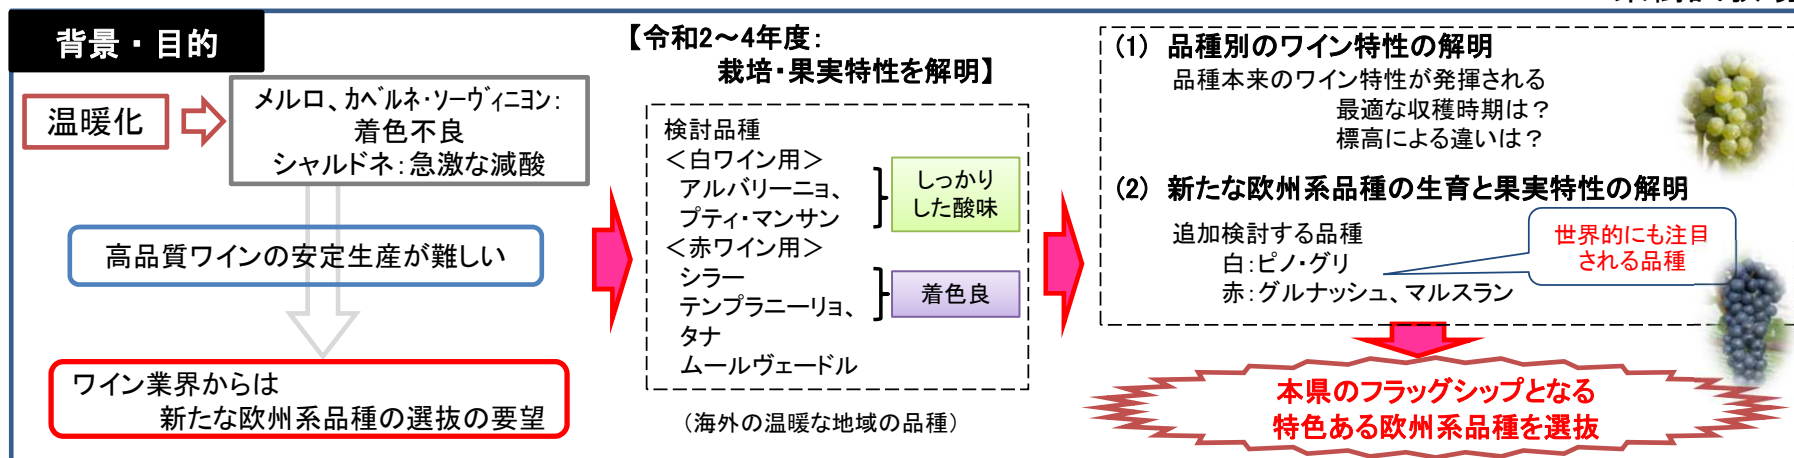 背景・目的
温暖化
メルロ、カベルネ・ソーヴィニヨン:
着色不良
シャルドネ:急激な減酸
高品質ワインの安定生産が難しい
ワイン業界からは
新たな欧州系品種の選抜の要望
【令和2～4年度:
栽培・果実特性を解明】
検討品種
＜白ワイン用＞
アルバリーニョ、
プティ・マンサン
しっかり
した酸味
＜赤ワイン用＞
シラー
テンプラニーリョ、
着色良
タナ
ムールヴェードル
（海外の温暖な地域の品種）
(1) 品種別のワイン特性の解明
品種本来のワイン特性が発揮される
最適な収穫時期は？
標高による違いは？
(2) 新たな欧州系品種の生育と果実特性の解明
追加検討する品種
白:ピノ・グリ
赤:グルナッシュ、マルスラン
世界的にも注目
される品種
本県のフラッグシップとなる
特色ある欧州系品種を選抜